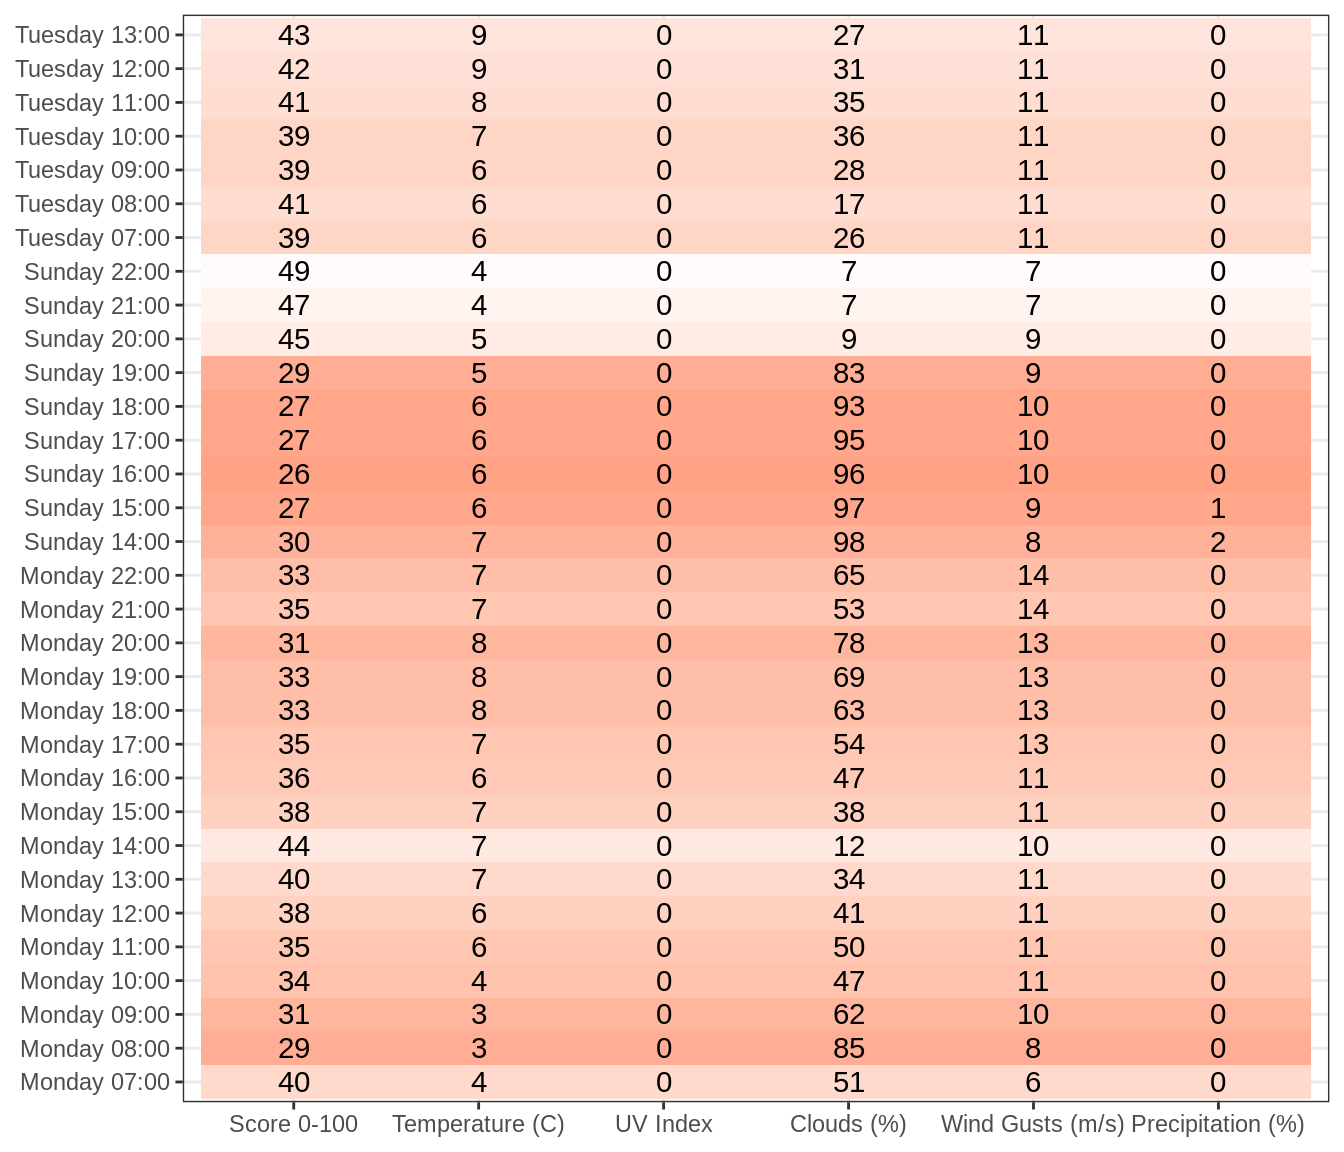 Tuesday 13:00 43 9 0 27 11 0
Tuesday 12:00 42 9 0 31 11 0
Tuesday 11:00 41 8 0 35 11 0
Tuesday 10:00 39 7 0 36 11 0
Tuesday 09:00 39 6 0 28 11 0
Tuesday 08:00 41 6 0 17 11 0
Tuesday 07:00 39 6 0 26 11 0
Sunday 22:00 49 4 0 7 7 0
Sunday 21:00 47 4 0 7 7 0
Sunday 20:00 45 5 0 9 9 0
Sunday 19:00 29 5 0 83 9 0
Sunday 18:00 27 6 0 93 10 0
Sunday 17:00 27 6 0 95 10 0
Sunday 16:00 26 6 0 96 10 0
Sunday 15:00 27 6 0 97 9 1
Sunday 14:00 30 7 0 98 8 2
Monday 22:00 33 7 0 65 14 0
Monday 21:00 35 7 0 53 14 0
Monday 20:00 31 8 0 78 13 0
Monday 19:00 33 8 0 69 13 0
Monday 18:00 33 8 0 63 13 0
Monday 17:00 35 7 0 54 13 0
Monday 16:00 36 6 0 47 11 0
Monday 15:00 38 7 0 38 11 0
Monday 14:00 44 7 0 12 10 0
Monday 13:00 40 7 0 34 11 0
Monday 12:00 38 6 0 41 11 0
Monday 11:00 35 6 0 50 11 0
Monday 10:00 34 4 0 47 11 0
Monday 09:00 31 3 0 62 10 0
Monday 08:00 29 3 0 85 8 0
Monday 07:00 40 4 0 51 6 0
Score 0-100 Temperature (C) UV Index Clouds (%) Wind Gusts (m/s) Precipitation (%)